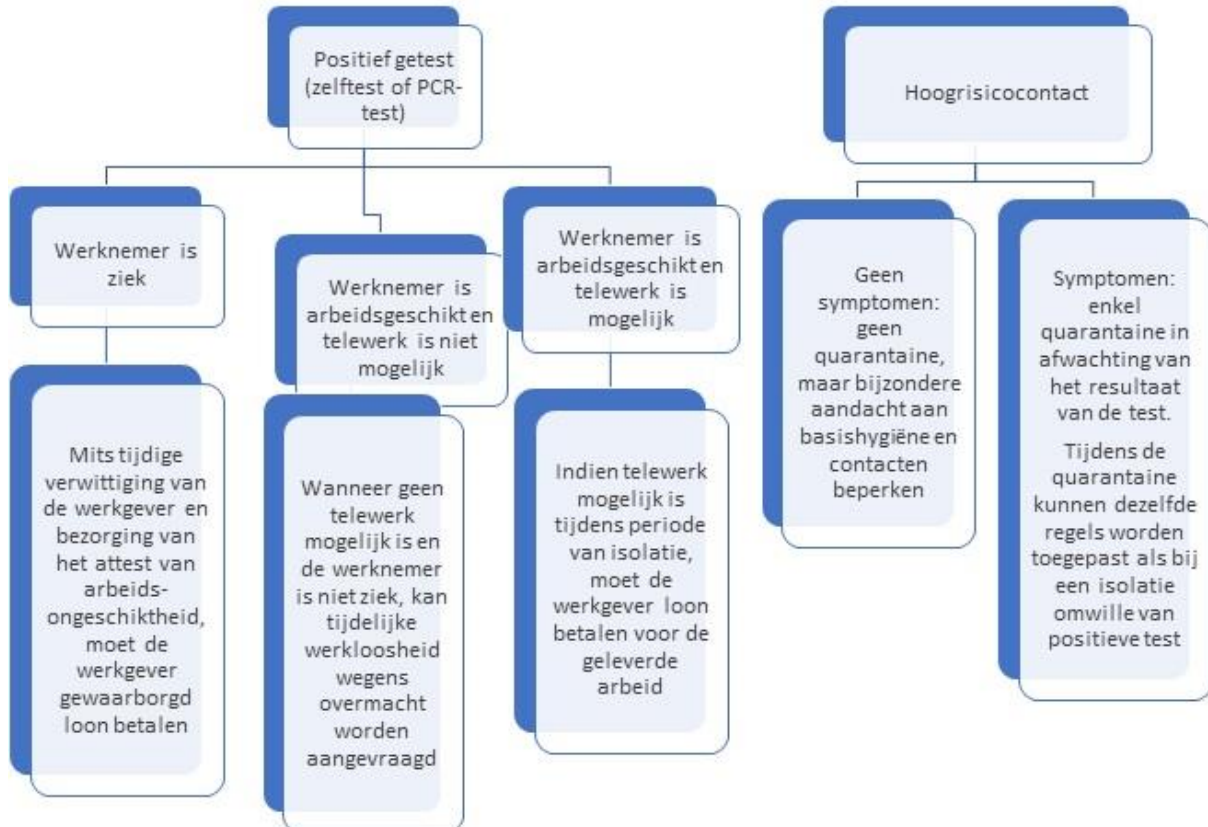 Positief getest
(zelftest of PCR-
test)
Werknemer is
ziek
Mits tijdige
verwittiging van
de werkgever en
bezorging van
het attest van
arbeids-
ongeschiktheid,
moet de
werkgever
gewaarborgd
loon betalen
Werknemer is
arbeidsgeschikt en
telewerk is niet
mogelijk
Wanneer geen
telewerk
mogelijk is en
de werknemer
is niet ziek, kan
tijdelijke
werkloosheid
wegens
overmacht
worden
aangevraagd
Werknemer is
arbeidsgeschikt en
telewerk is
mogelijk
Indien telewerk
mogelijk is
tijdens periode
van isolatie,
moet de
werkgever loon
betalen voor de
geleverde
arbeid
Hoogrisicocontact
Geen
symptomen:
geen
quarantaine,
maar bijzondere
aandacht aan
basishygiëne en
contacten
beperken
Symptomen:
enkel
quarantaine in
afwachting van
het resultaat
van de test.
Tijdens de
quarantaine
kunnen dezelfde
regels worden
toegepast als bij
een isolatie
omwille van
positieve test